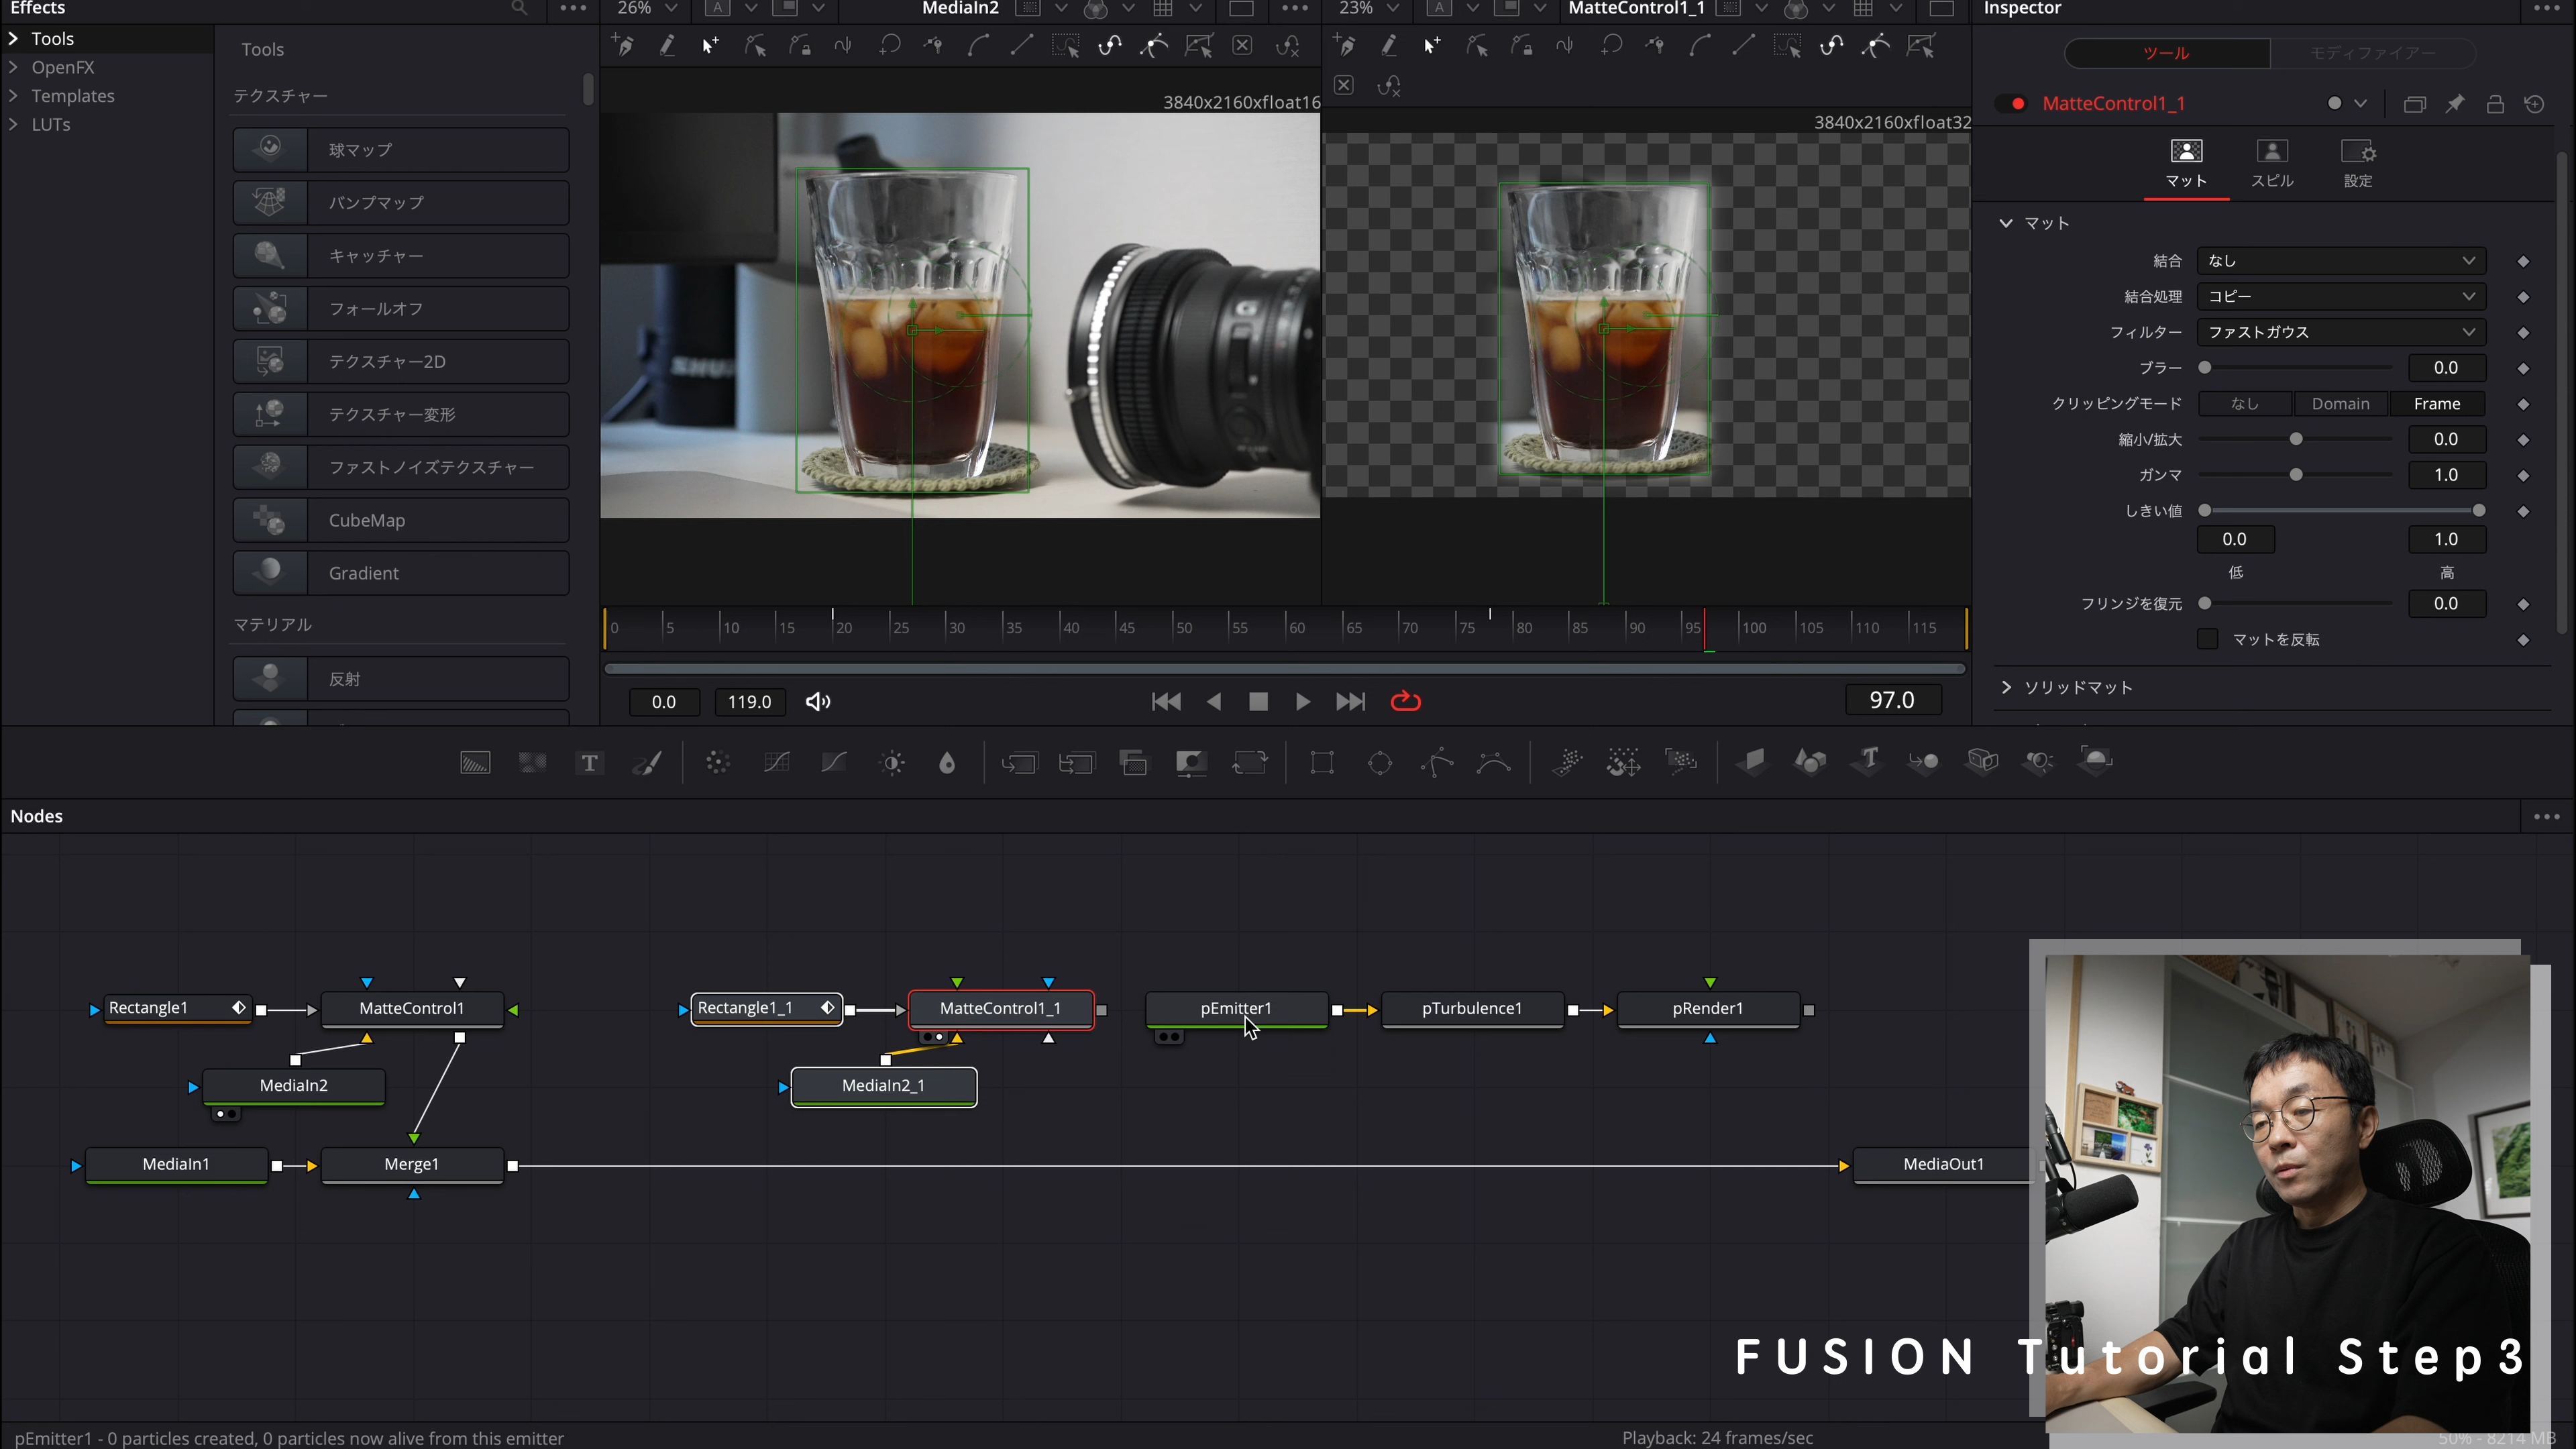 Effects
Tools
OpenFX
Templates
LUTs
Tools
テクスチャー
球マップ
バンプマップ
キャッチャー
フォールオフ
テクスチャー2D
テクスチャー変形
ファストノイズテクスチャー
CubeMap
Gradient
マテリアル
反射
26%
A
MediaIn2
3840x2160xfloat16
23%
A
MatteControl1_1
3840x2160xfloat32
0 5 10 15 20 25 30 35 40 45 50 55 60 65 70 75 80 85 90 95 100 105 110 115
0.0
119.0
97.0
Inspector
ツール
モディファイアー
MatteControl1_1
マット
スピル
設定
マット
結合 なし
結合処理 コピー
フィルター ファストガウス
ブラー 0.0
クリッピングモード なし Domain Frame
縮小/拡大 0.0
ガンマ 1.0
しきい値
0.0 1.0
低 高
フリンジを復元 0.0
マットを反転
ソリッドマット
T
T
Nodes
Rectangle1
MatteControl1
Rectangle1_1
MatteControl1_1
pEmitter1
pTurbulence1
pRender1
MediaIn2
MediaIn2_1
MediaIn1
Merge1
MediaOut1
FUSION Tutorial Step3
pEmitter1 - 0 particles created, 0 particles now alive from this emitter
Playback: 24 frames/sec
50% - 8214 MB